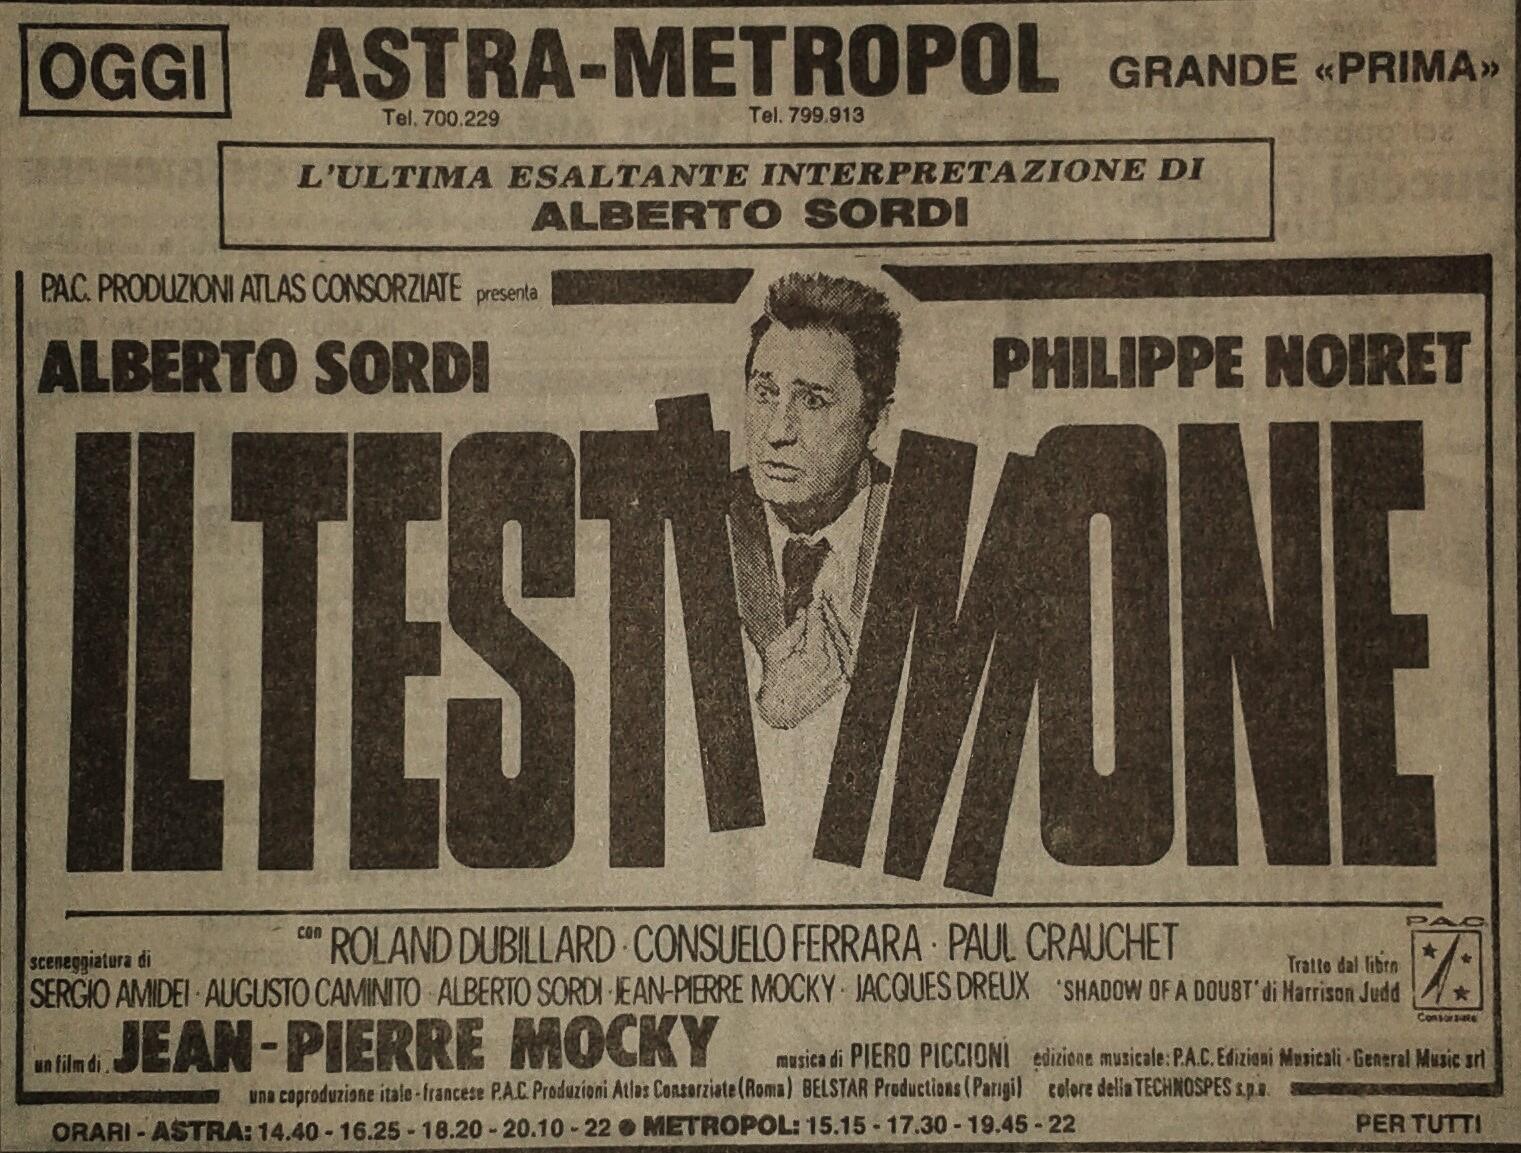 OGGI
ASTRA-METROPOL
GRANDE «PRIMA»
Tel. 700.229
Tel. 799.913
L'ULTIMA ESALTANTE INTERPRETAZIONE DI
ALBERTO SORDI
P.A.C. PRODUZIONI ATLAS CONSORZIATE presenta
ALBERTO SORDI
PHILIPPE NOIRET
IL TESTIMONE
con ROLAND DUBILLARD · CONSUELO FERRARA · PAUL CRAUCHET
sceneggiatura di
SERGIO AMIDEI · AUGUSTO CAMINITO · ALBERTO SORDI · JEAN-PIERRE MOCKY · JACQUES DREUX
Tratto dal libro
'SHADOW OF A DOUBT' di Harrison Judd
P.A.C.
Consorziate
un film di JEAN-PIERRE MOCKY
musica di PIERO PICCIONI
edizione musicale: P.A.C. Edizioni Musicali - General Music srl
una coproduzione italo-francese P.A.C. Produzioni Atlas Consorziate (Roma) BELSTAR Productions (Parigi)
colore della TECHNOSPES s.p.a.
ORARI - ASTRA: 14.40 - 16.25 - 18.20 - 20.10 - 22 ● METROPOL: 15.15 - 17.30 - 19.45 - 22
PER TUTTI